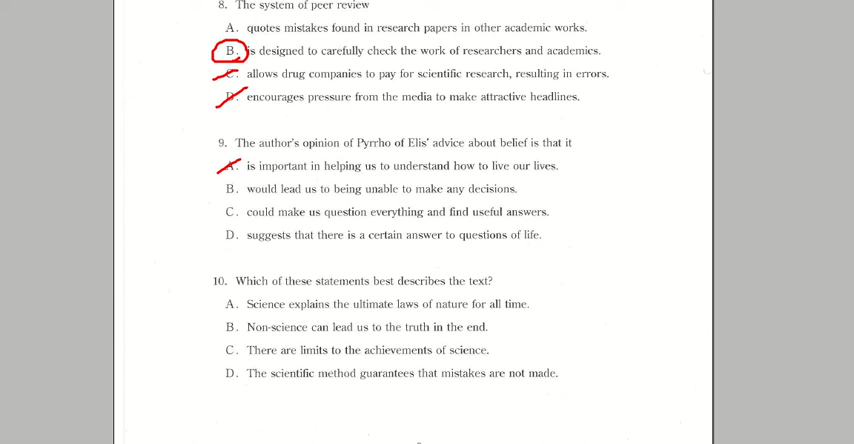 8. The system of peer review
A. quotes mistakes found in research papers in other academic works.
B. is designed to carefully check the work of researchers and academics.
C. allows drug companies to pay for scientific research, resulting in errors.
D. encourages pressure from the media to make attractive headlines.
9. The author's opinion of Pyrrho of Elis' advice about belief is that it
A. is important in helping us to understand how to live our lives.
B. would lead us to being unable to make any decisions.
C. could make us question everything and find useful answers.
D. suggests that there is a certain answer to questions of life.
10. Which of these statements best describes the text?
A. Science explains the ultimate laws of nature for all time.
B. Non-science can lead us to the truth in the end.
C. There are limits to the achievements of science.
D. The scientific method guarantees that mistakes are not made.